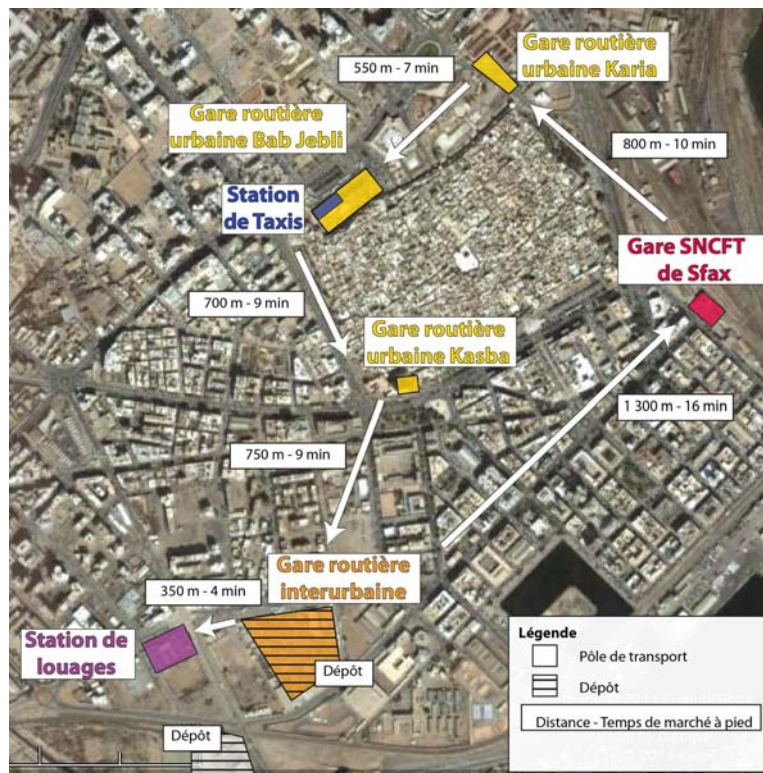 Gare routière
urbaine Karia
550 m - 7 min
Gare routière
urbaine Bab Jebli
800 m - 10 min
Station
de Taxis
Gare SNCFT
de Sfax
700 m - 9 min
Gare routière
urbaine Kasba
1 300 m - 16 min
750 m - 9 min
Gare routière
interurbaine
350 m - 4 min
Station de
louages
Dépôt
Dépôt
Légende
Pôle de transport
Dépôt
Distance - Temps de marché à pied